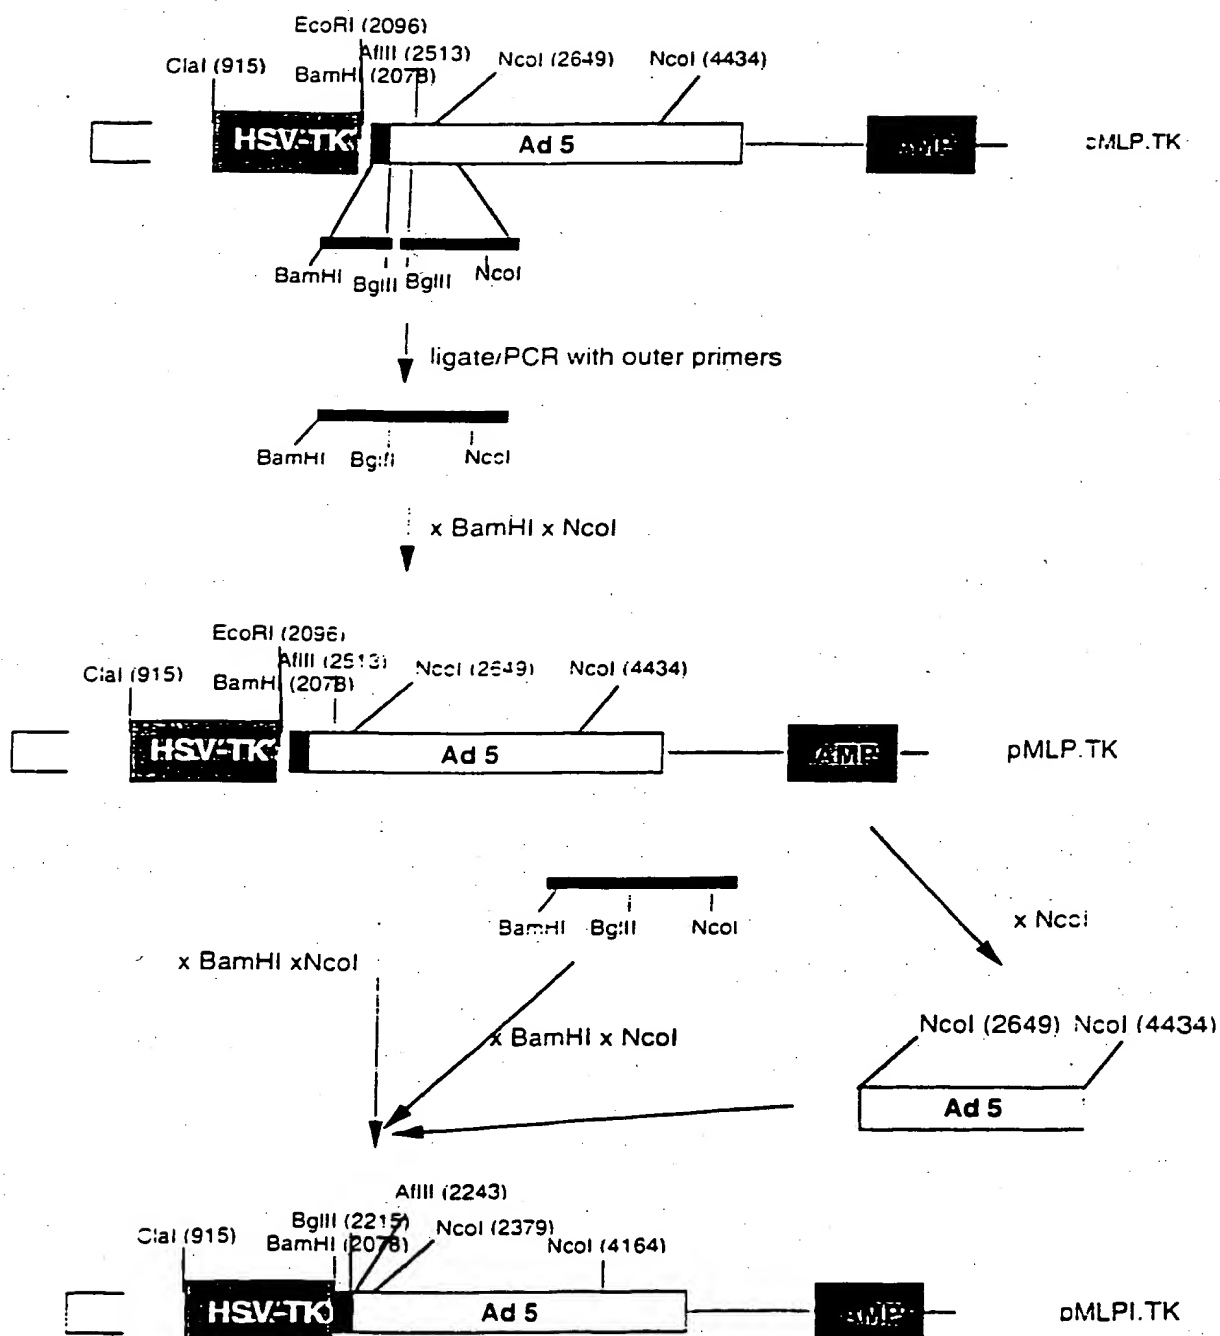 EcoRI (2096)
AflII (2513)
ClaI (915)
BamHI (2078)
NcoI (2649)
NcoI (4434)
HSV-TK
Ad 5
AMP
pMLP.TK
BamHI
BglII
BglII
NcoI
ligate/PCR with outer primers
BamHI
BglII
NcoI
x BamHI x NcoI
EcoRI (2096)
AflII (2513)
ClaI (915)
BamHI (2078)
NcoI (2649)
NcoI (4434)
HSV-TK
Ad 5
AMP
pMLP.TK
BamHI
BglII
NcoI
x NcoI
x BamHI xNcoI
x BamHI x NcoI
NcoI (2649) NcoI (4434)
Ad 5
AflII (2243)
BglII (2215)
ClaI (915)
BamHI (2078)
NcoI (2379)
NcoI (4164)
HSV-TK
Ad 5
AMP
pMLPI.TK